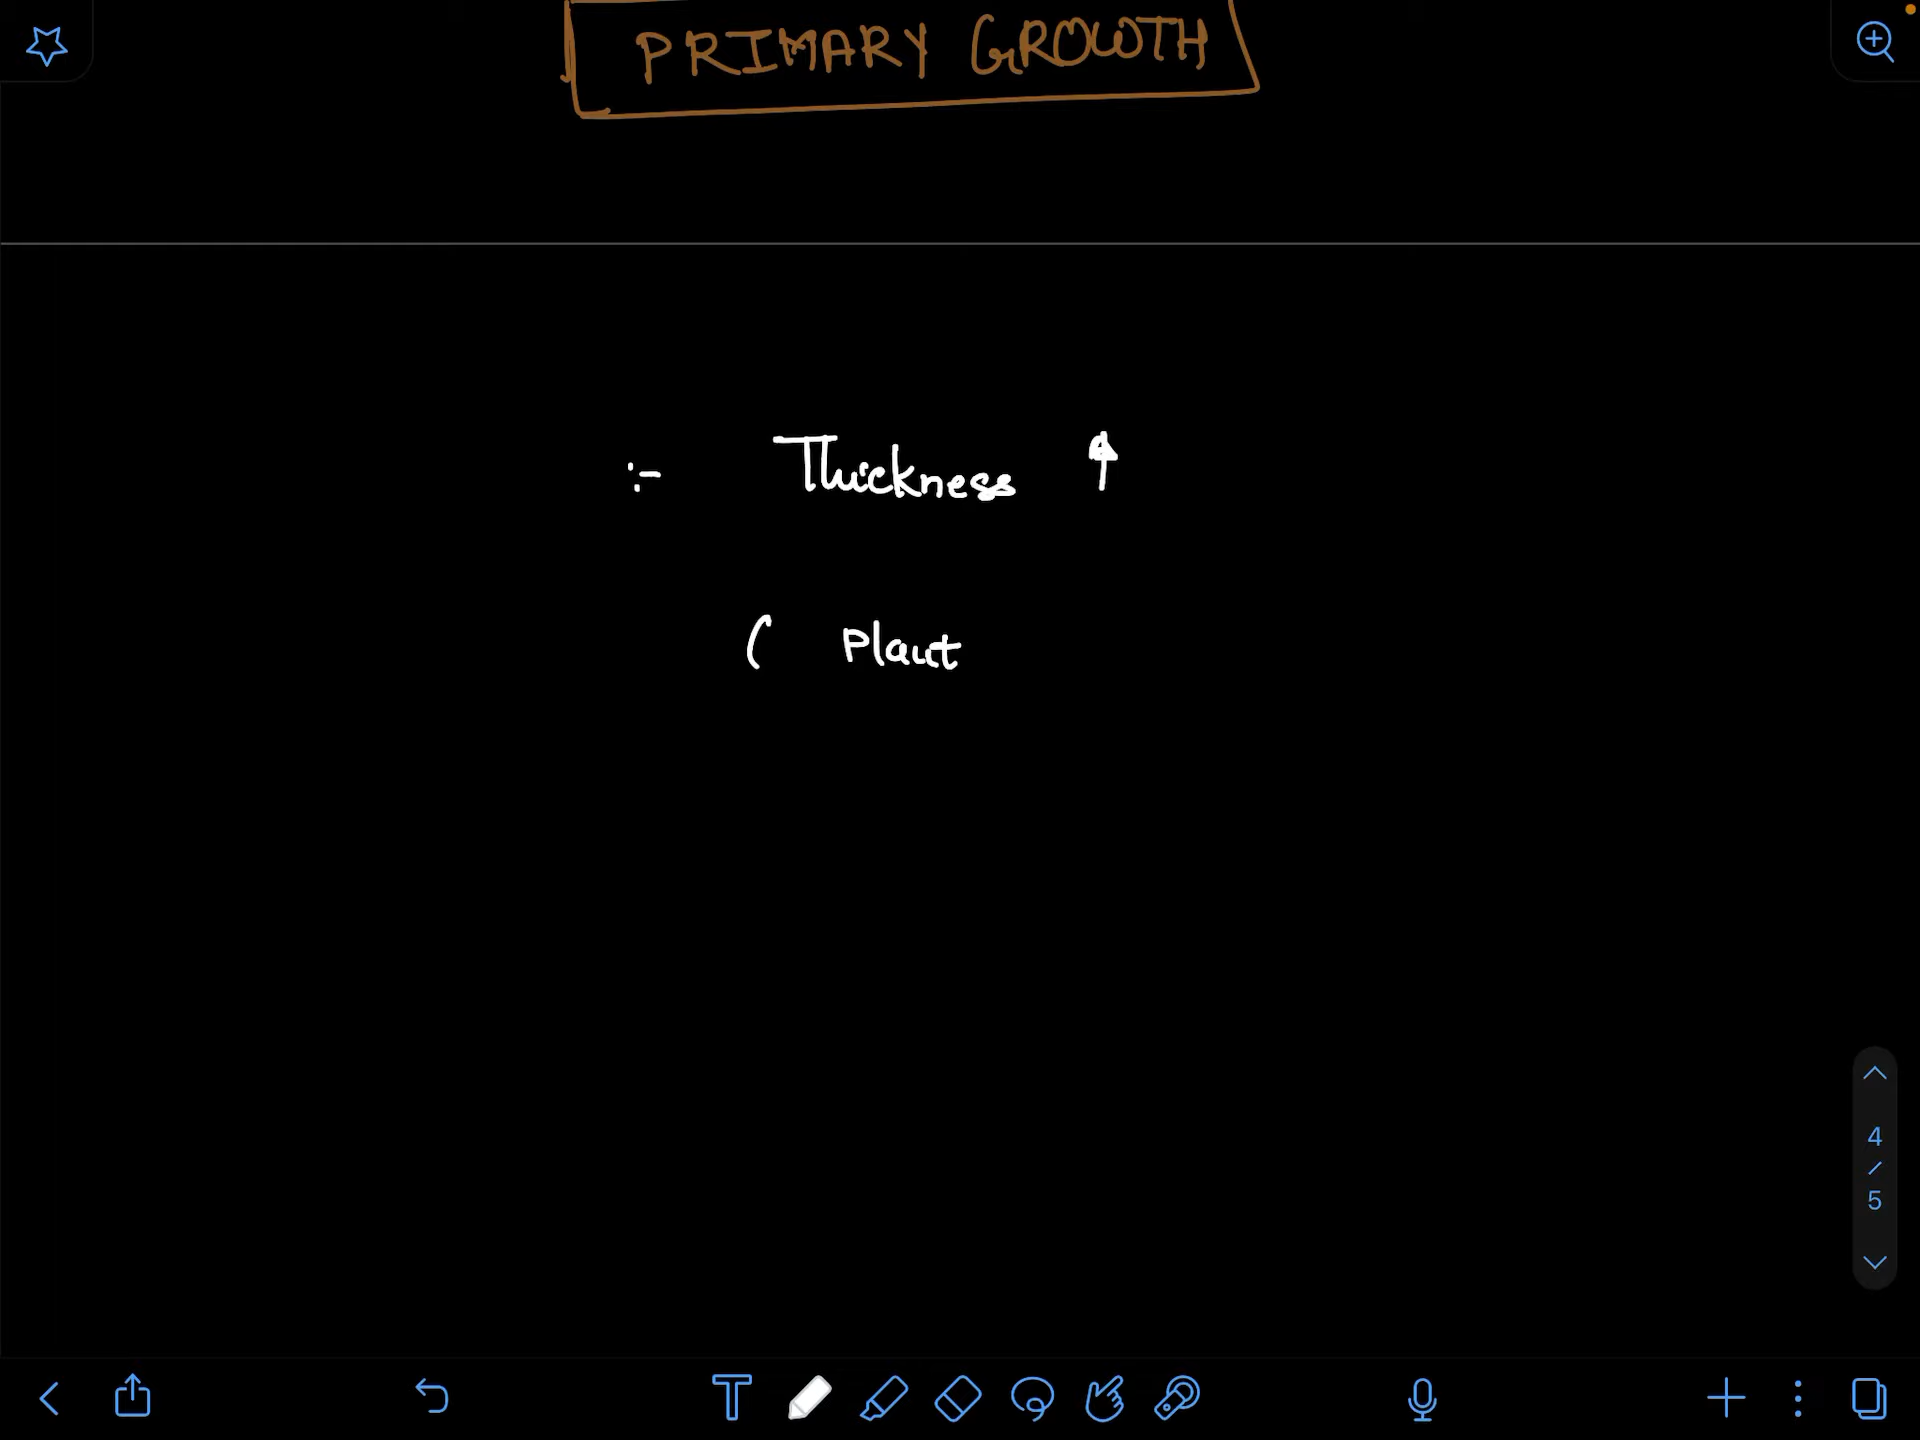 PRIMARY GROWTH
:- Thickness ↑
( Plant
4
/
5